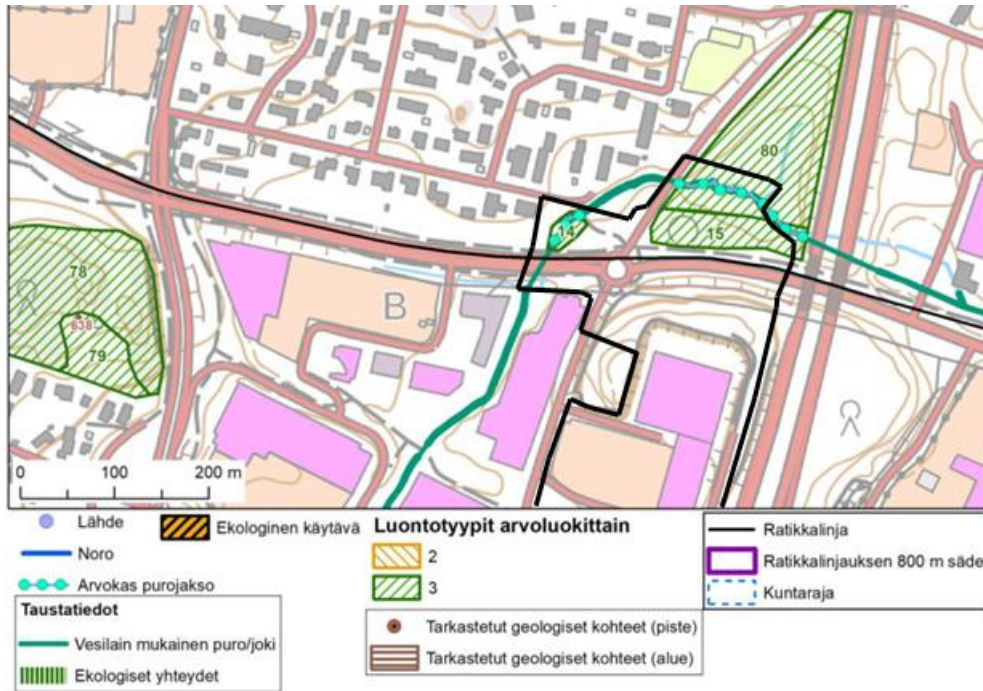 80
14
15
78
638
79
B
0 100 200 m
Lähde
Noro
Arvokas purojakso
Taustatiedot
Vesilain mukainen puro/joki
Ekologiset yhteydet
Ekologinen käytävä
Luontotyypit arvoluokittain
2
3
Tarkastetut geologiset kohteet (piste)
Tarkastetut geologiset kohteet (alue)
Ratikkalinja
Ratikkalinjauksen 800 m säde
Kuntaraja